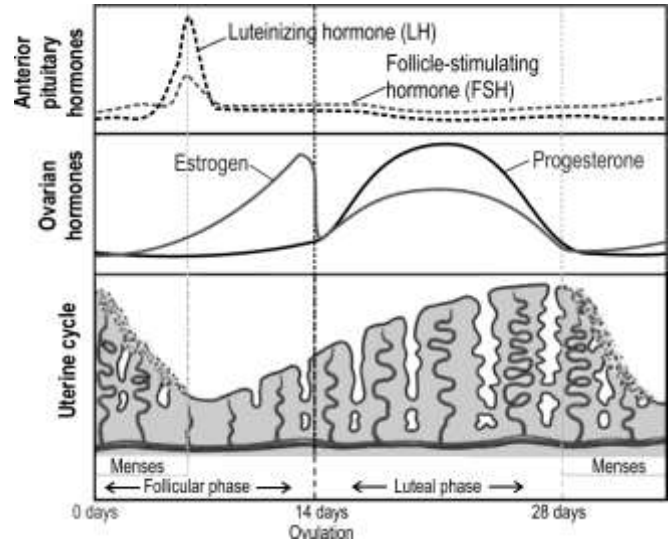 Anterior
pituitary
hormones
Luteinizing hormone (LH)
Follicle-stimulating
hormone (FSH)
Ovarian
hormones
Estrogen
Progesterone
Uterine cycle
Menses
Menses
Follicular phase
Luteal phase
0 days
14 days
28 days
Ovulation